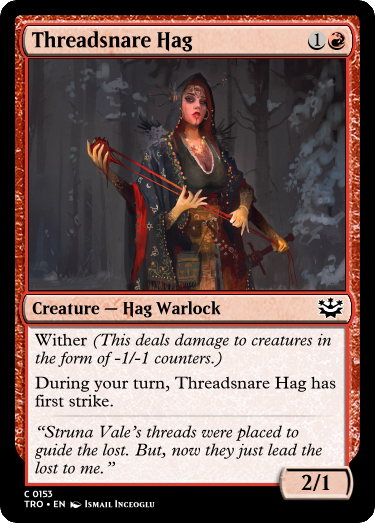 Threadsnare Hag 1
Creature — Hag Warlock
Wither (This deals damage to creatures in
the form of -1/-1 counters.)
During your turn, Threadsnare Hag has
first strike.
“Struna Vale’s threads were placed to
guide the lost. But, now they just lead the
lost to me.”
2/1
C 0153
TRO • EN Ismail Inceoglu